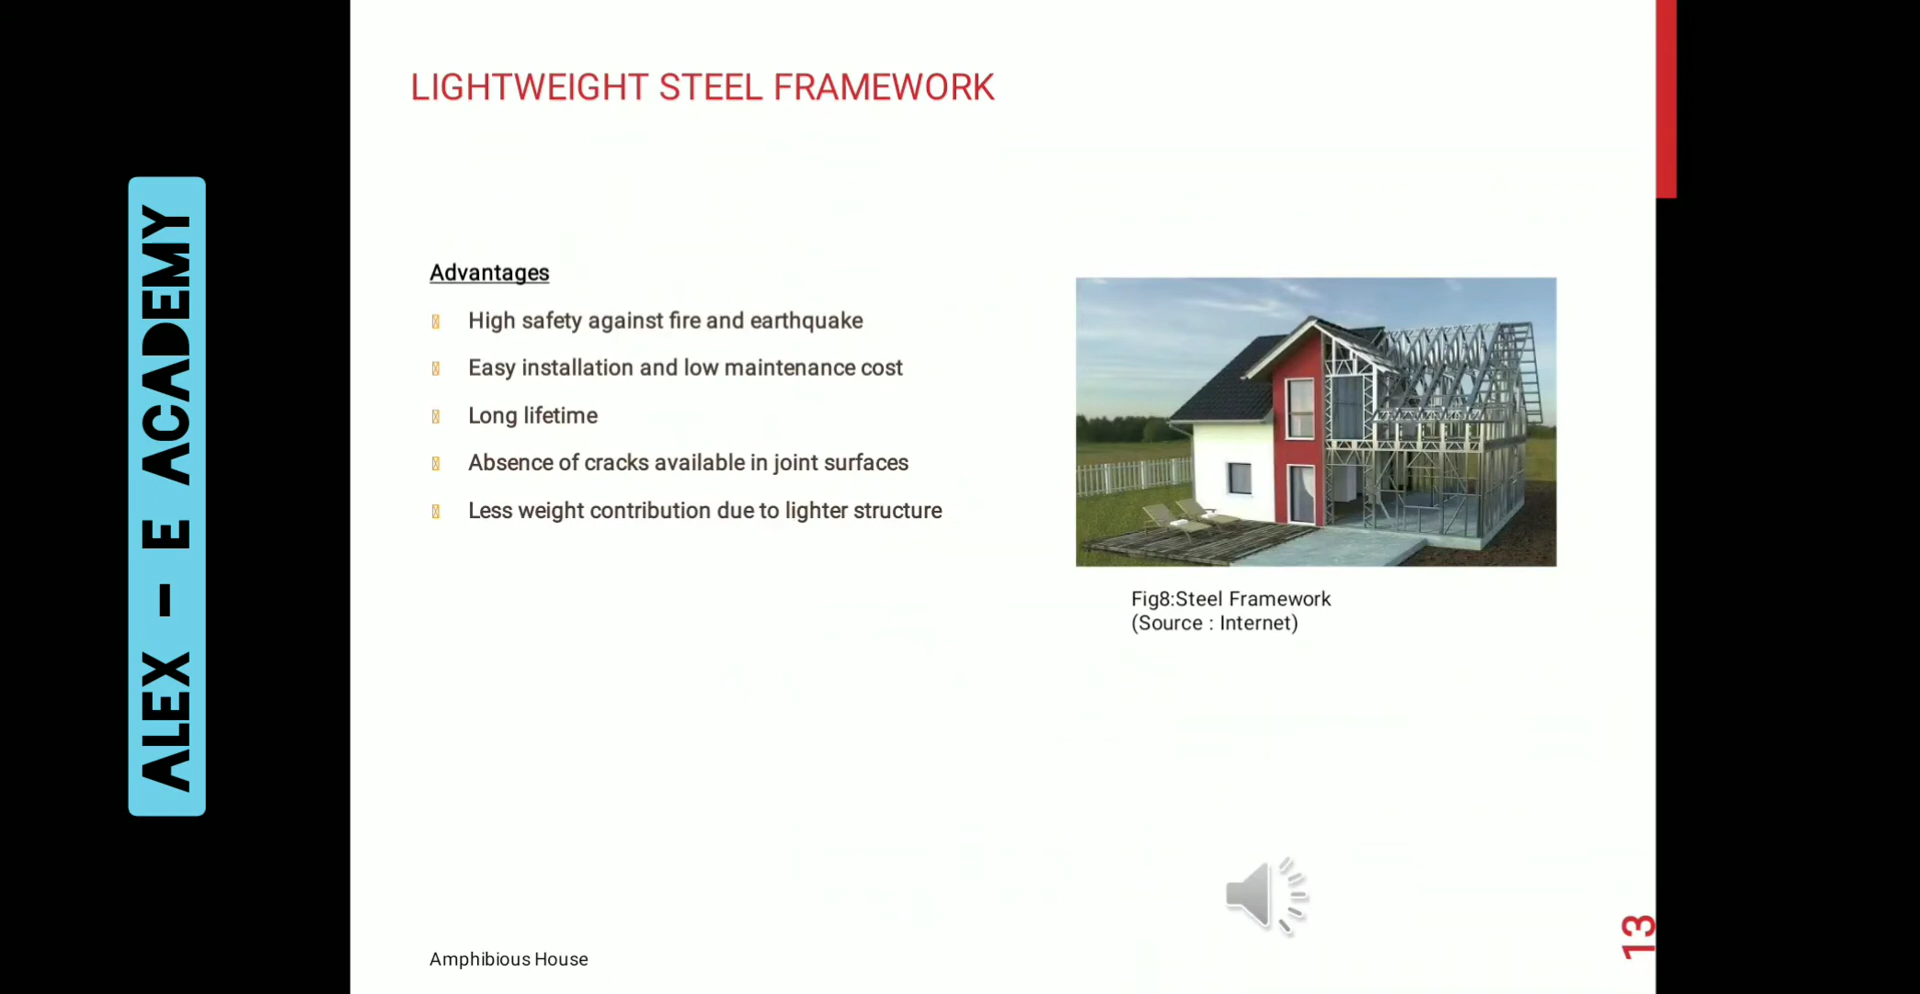 ALEX - E ACADEMY
LIGHTWEIGHT STEEL FRAMEWORK
Advantages
High safety against fire and earthquake
Easy installation and low maintenance cost
Long lifetime
Absence of cracks available in joint surfaces
Less weight contribution due to lighter structure
Fig8:Steel Framework
(Source : Internet)
Amphibious House
13